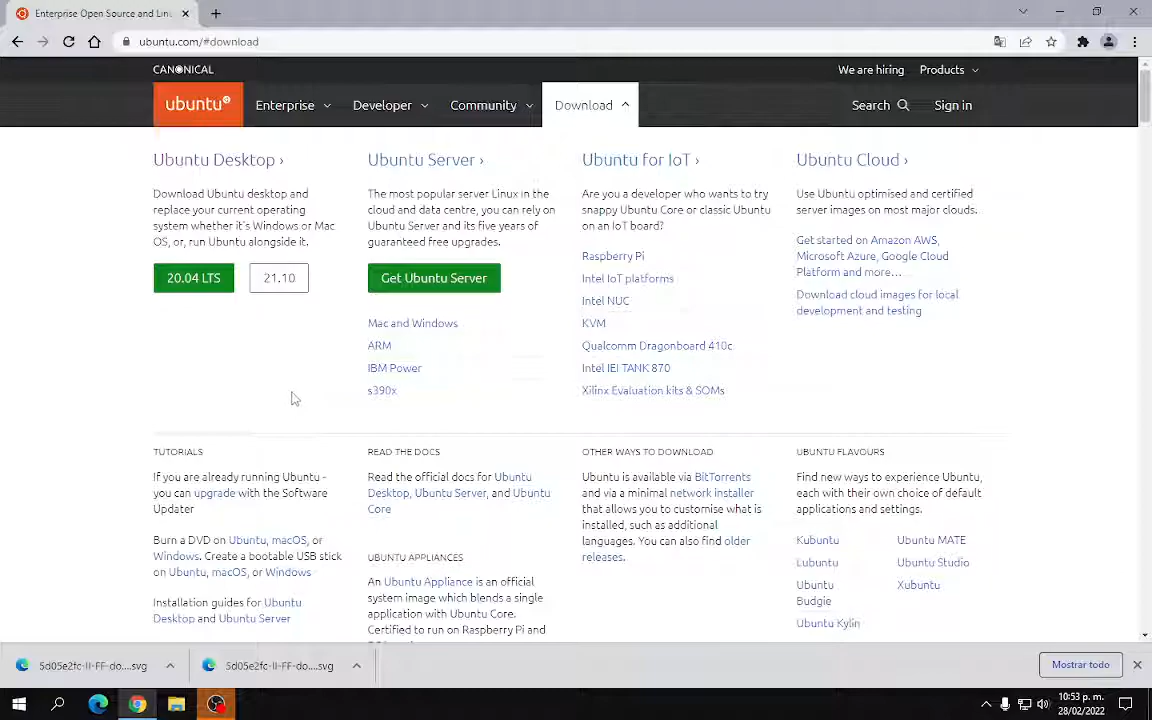 Enterprise Open Source and Linu
ubuntu.com/#download
CANONICAL
We are hiring
Products
ubuntu
Enterprise
Developer
Community
Download
Search
Sign in
Ubuntu Desktop ›
Download Ubuntu desktop and
replace your current operating
system whether it's Windows or Mac
OS, or, run Ubuntu alongside it.
20.04 LTS
21.10
Ubuntu Server ›
The most popular server Linux in the
cloud and data centre, you can rely on
Ubuntu Server and its five years of
guaranteed free upgrades.
Get Ubuntu Server
Mac and Windows
ARM
IBM Power
s390x
Ubuntu for IoT ›
Are you a developer who wants to try
snappy Ubuntu Core or classic Ubuntu
on an IoT board?
Raspberry Pi
Intel IoT platforms
Intel NUC
KVM
Qualcomm Dragonboard 410c
Intel IEI TANK 870
Xilinx Evaluation kits & SOMs
Ubuntu Cloud ›
Use Ubuntu optimised and certified
server images on most major clouds.
Get started on Amazon AWS,
Microsoft Azure, Google Cloud
Platform and more…
Download cloud images for local
development and testing
TUTORIALS
If you are already running Ubuntu -
you can upgrade with the Software
Updater
Burn a DVD on Ubuntu, macOS, or
Windows. Create a bootable USB stick
on Ubuntu, macOS, or Windows
Installation guides for Ubuntu
Desktop and Ubuntu Server
READ THE DOCS
Read the official docs for Ubuntu
Desktop, Ubuntu Server, and Ubuntu
Core
UBUNTU APPLIANCES
An Ubuntu Appliance is an official
system image which blends a single
application with Ubuntu Core.
Certified to run on Raspberry Pi and
OTHER WAYS TO DOWNLOAD
Ubuntu is available via BitTorrents
and via a minimal network installer
that allows you to customise what is
installed, such as additional
languages. You can also find older
releases.
UBUNTU FLAVOURS
Find new ways to experience Ubuntu,
each with their own choice of default
applications and settings.
Kubuntu
Lubuntu
Ubuntu
Budgie
Ubuntu Kylin
Ubuntu MATE
Ubuntu Studio
Xubuntu
5d05e2fc-II-FF-do....svg
5d05e2fc-II-FF-do....svg
Mostrar todo
10:53 p. m.
28/02/2022